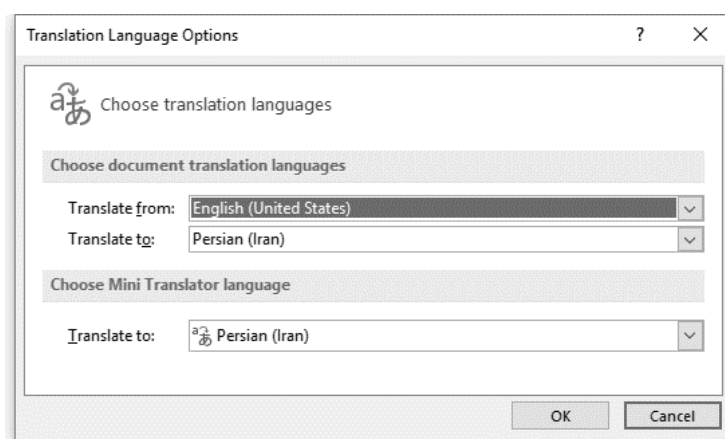 Translation Language Options
Choose translation languages
Choose document translation languages
Translate from: English (United States)
Translate to: Persian (Iran)
Choose Mini Translator language
Translate to: Persian (Iran)
OK Cancel